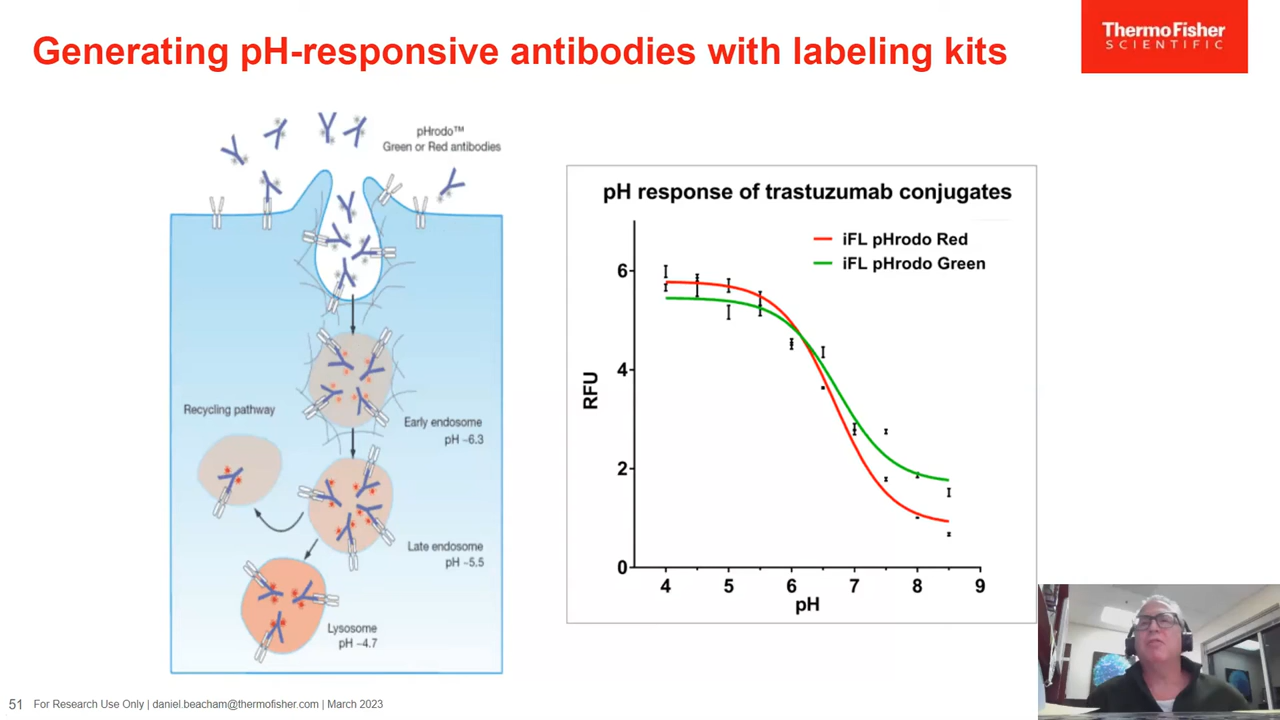 Generating pH-responsive antibodies with labeling kits
ThermoFisher
SCIENTIFIC
pHrodo™
Green or Red antibodies
Recycling pathway
Early endosome
pH ~6.3
Late endosome
pH ~5.5
Lysosome
pH ~4.7
pH response of trastuzumab conjugates
iFL pHrodo Red
iFL pHrodo Green
RFU
6
4
2
0
4 5 6 7 8 9
pH
51 For Research Use Only | daniel.beacham@thermofisher.com | March 2023